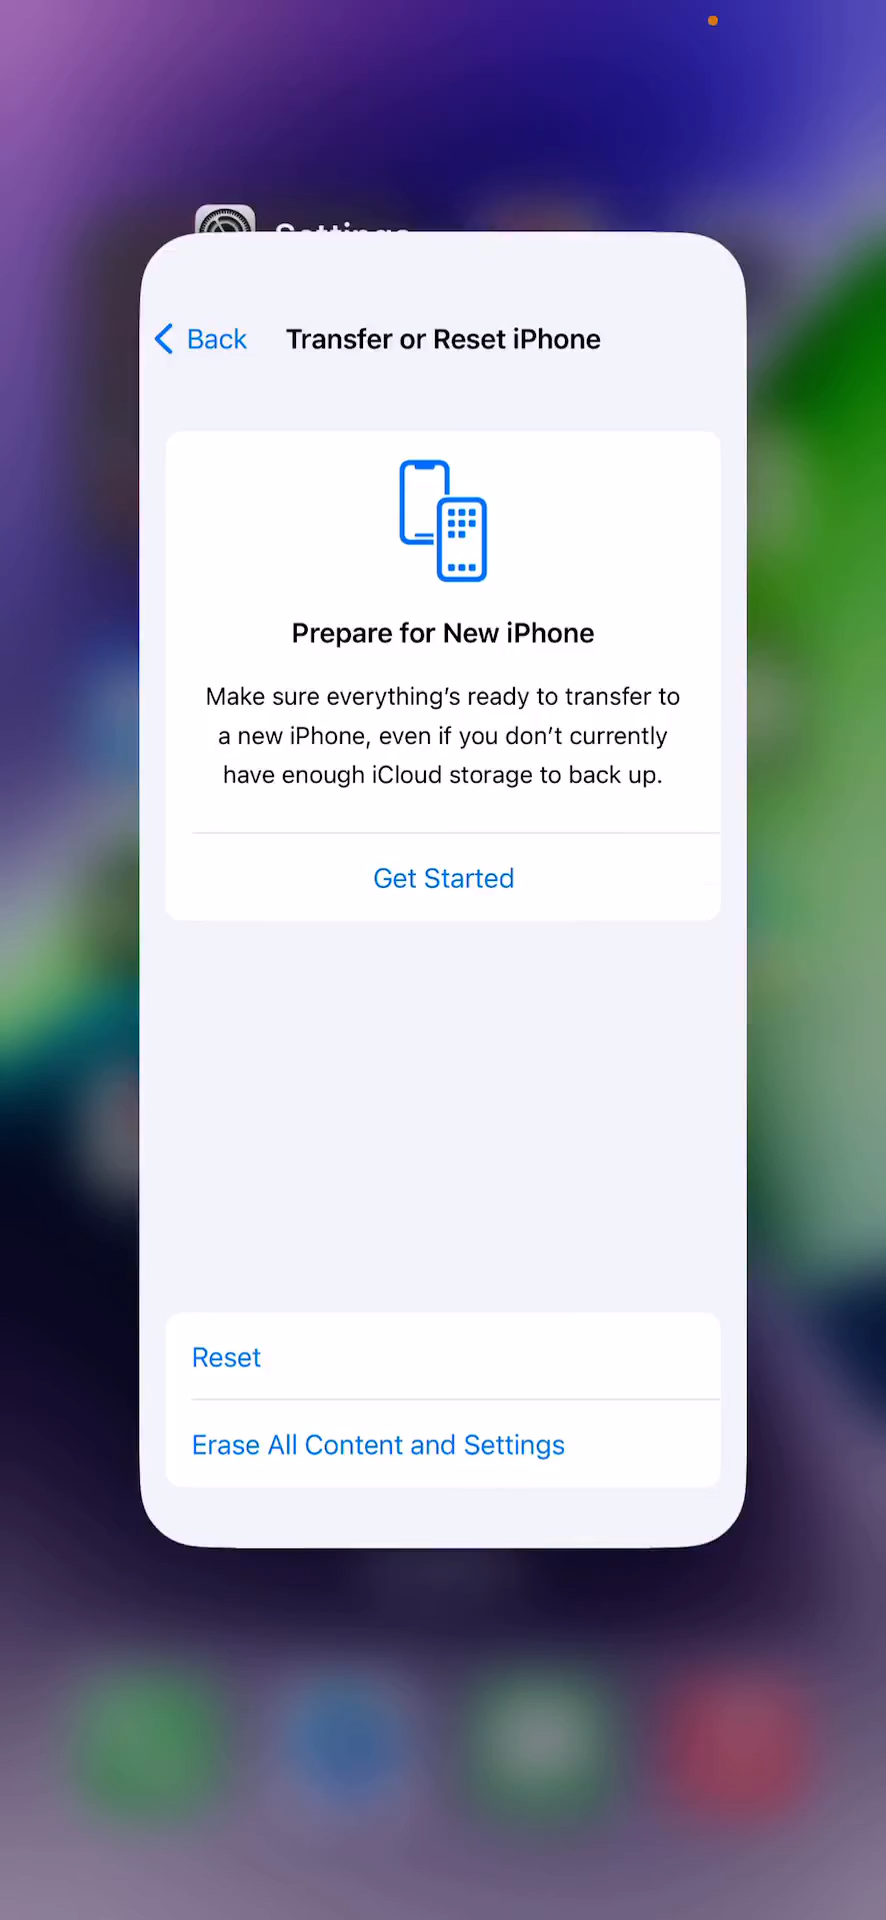 Settings
Back
Transfer or Reset iPhone
Prepare for New iPhone
Make sure everything’s ready to transfer to
a new iPhone, even if you don’t currently
have enough iCloud storage to back up.
Get Started
Reset
Erase All Content and Settings